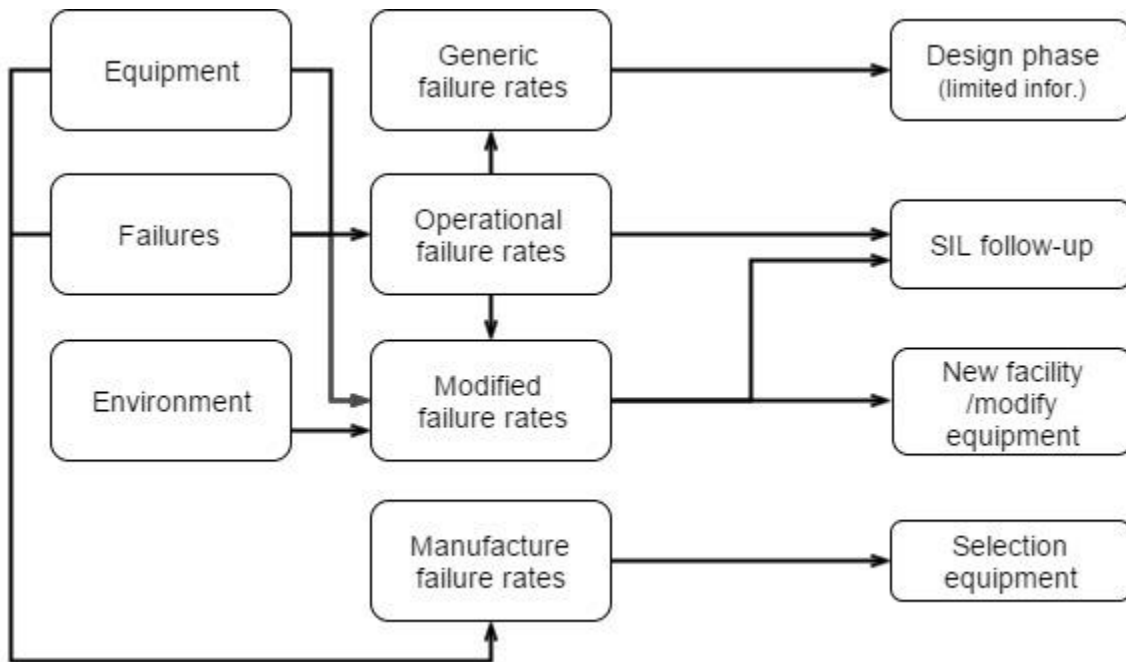 Equipment
Generic
failure rates
Design phase
(limited infor.)
Failures
Operational
failure rates
SIL follow-up
Environment
Modified
failure rates
New facility
/modify
equipment
Manufacture
failure rates
Selection
equipment